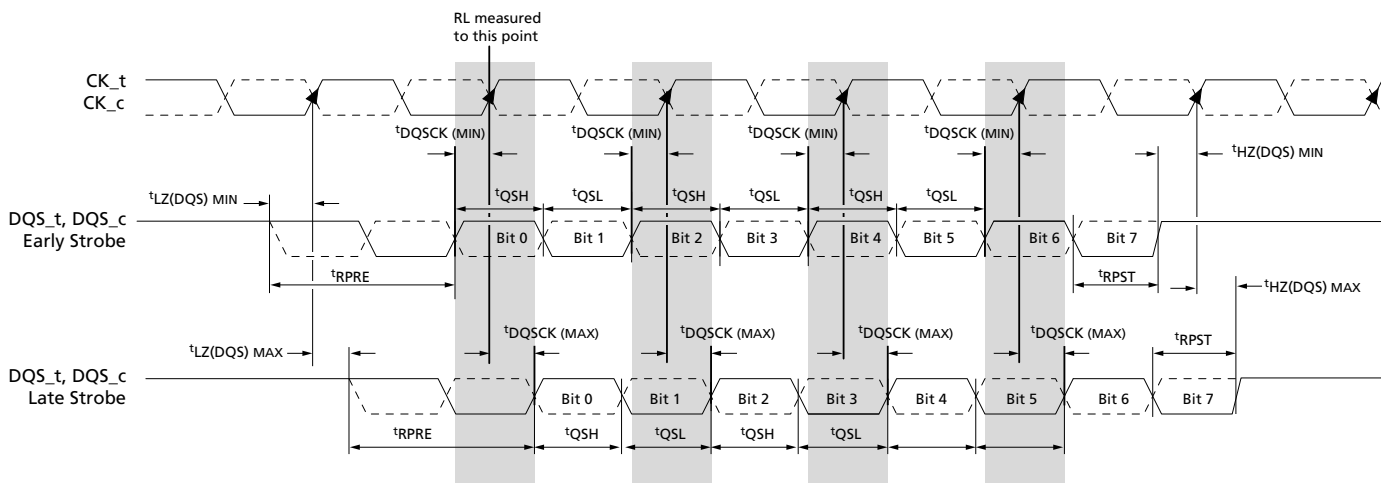 RL measured
to this point
CK_t
CK_c
tDQSCK (MIN) tDQSCK (MIN) tDQSCK (MIN) tDQSCK (MIN)
tHZ(DQS) MIN
tLZ(DQS) MIN
tQSH tQSL tQSH tQSL tQSH tQSL
DQS_t, DQS_c
Early Strobe
Bit 0 Bit 1 Bit 2 Bit 3 Bit 4 Bit 5 Bit 6 Bit 7
tRPRE
tRPST
tHZ(DQS) MAX
tDQSCK (MAX) tDQSCK (MAX) tDQSCK (MAX) tDQSCK (MAX)
tLZ(DQS) MAX
tRPST
DQS_t, DQS_c
Late Strobe
Bit 0 Bit 1 Bit 2 Bit 3 Bit 4 Bit 5 Bit 6 Bit 7
tRPRE
tQSH tQSL tQSH tQSL